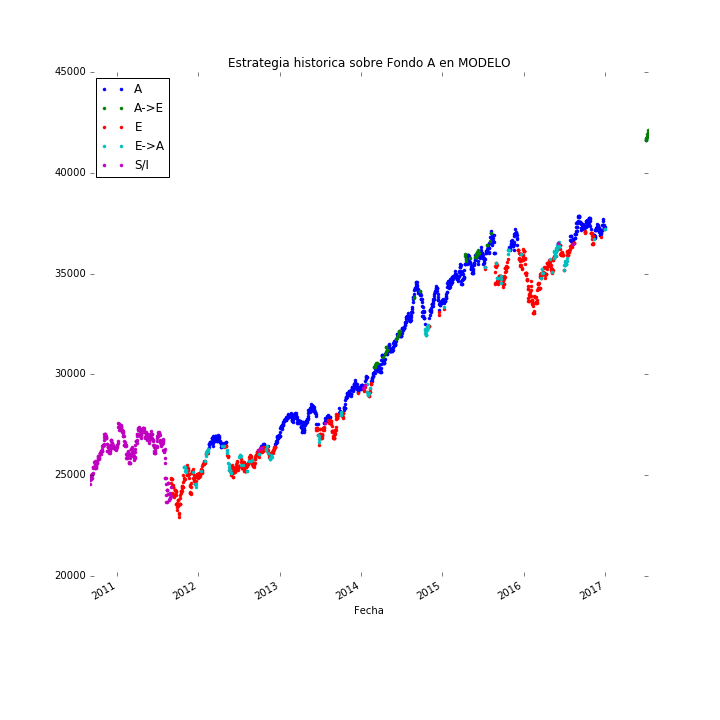 Estrategia historica sobre Fondo A en MODELO
45000
40000
35000
30000
25000
20000
A
A->E
E
E->A
S/I
2011
2012
2013
2014
2015
2016
2017
Fecha